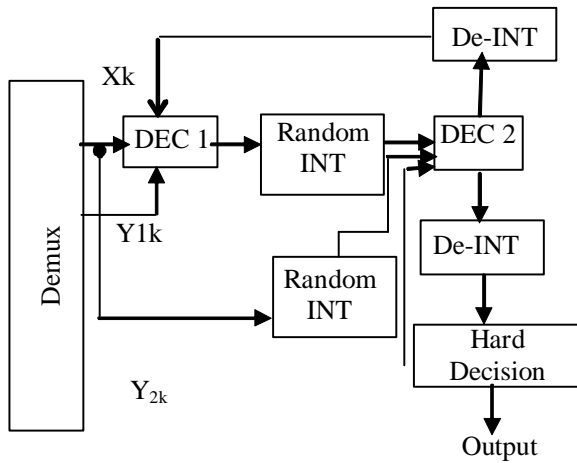 De-INT
Xk
DEC 1
Random
INT
DEC 2
Y1k
Demux
De-INT
Random
INT
Hard
Decision
Y2k
Output